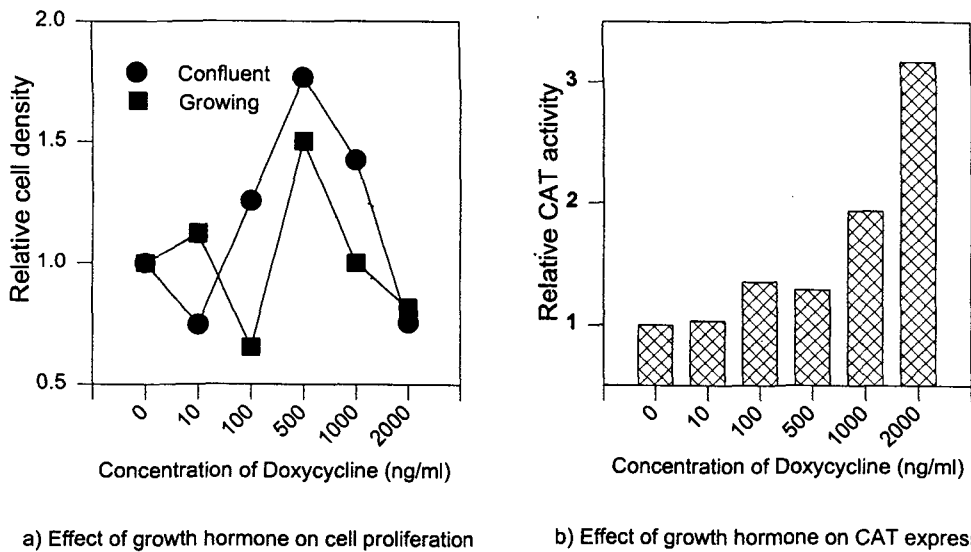 2.0
1.5
1.0
0.5
Relative cell density
Confluent
Growing
0
10
100
500
1000
2000
Concentration of Doxycycline (ng/ml)
a) Effect of growth hormone on cell proliferation
3
2
1
Relative CAT activity
0
10
100
500
1000
2000
Concentration of Doxycycline (ng/ml)
b) Effect of growth hormone on CAT expres